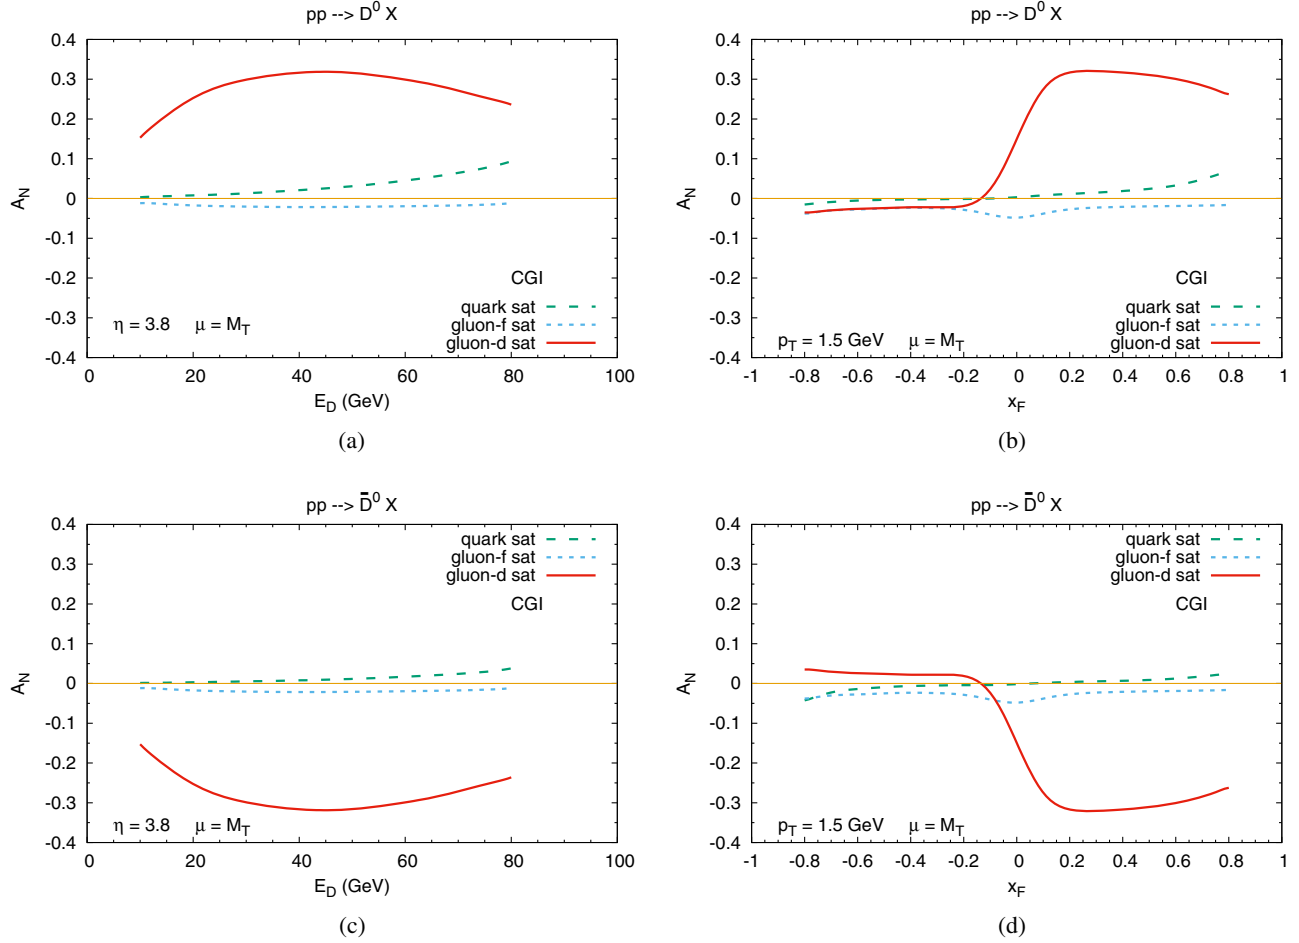 pp --> D⁰ X
0.4
0.3
0.2
0.1
0
-0.1
-0.2
-0.3
-0.4
A_N
CGI
quark sat
gluon-f sat
gluon-d sat
η = 3.8 μ = M_T
0 20 40 60 80 100
E_D (GeV)
(a)
pp --> D⁰ X
0.4
0.3
0.2
0.1
0
-0.1
-0.2
-0.3
-0.4
A_N
CGI
quark sat
gluon-f sat
gluon-d sat
p_T = 1.5 GeV μ = M_T
-1 -0.8 -0.6 -0.4 -0.2 0 0.2 0.4 0.6 0.8 1
x_F
(b)
pp --> D̄⁰ X
0.4
0.3
0.2
0.1
0
-0.1
-0.2
-0.3
-0.4
A_N
quark sat
gluon-f sat
gluon-d sat
CGI
η = 3.8 μ = M_T
0 20 40 60 80 100
E_D (GeV)
(c)
pp --> D̄⁰ X
0.4
0.3
0.2
0.1
0
-0.1
-0.2
-0.3
-0.4
A_N
quark sat
gluon-f sat
gluon-d sat
CGI
p_T = 1.5 GeV μ = M_T
-1 -0.8 -0.6 -0.4 -0.2 0 0.2 0.4 0.6 0.8 1
x_F
(d)